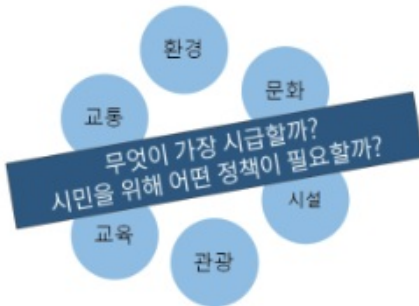 환경
교통
문화
무엇이 가장 시급할까?
시민을 위해 어떤 정책이 필요할까?
교육
시설
관광